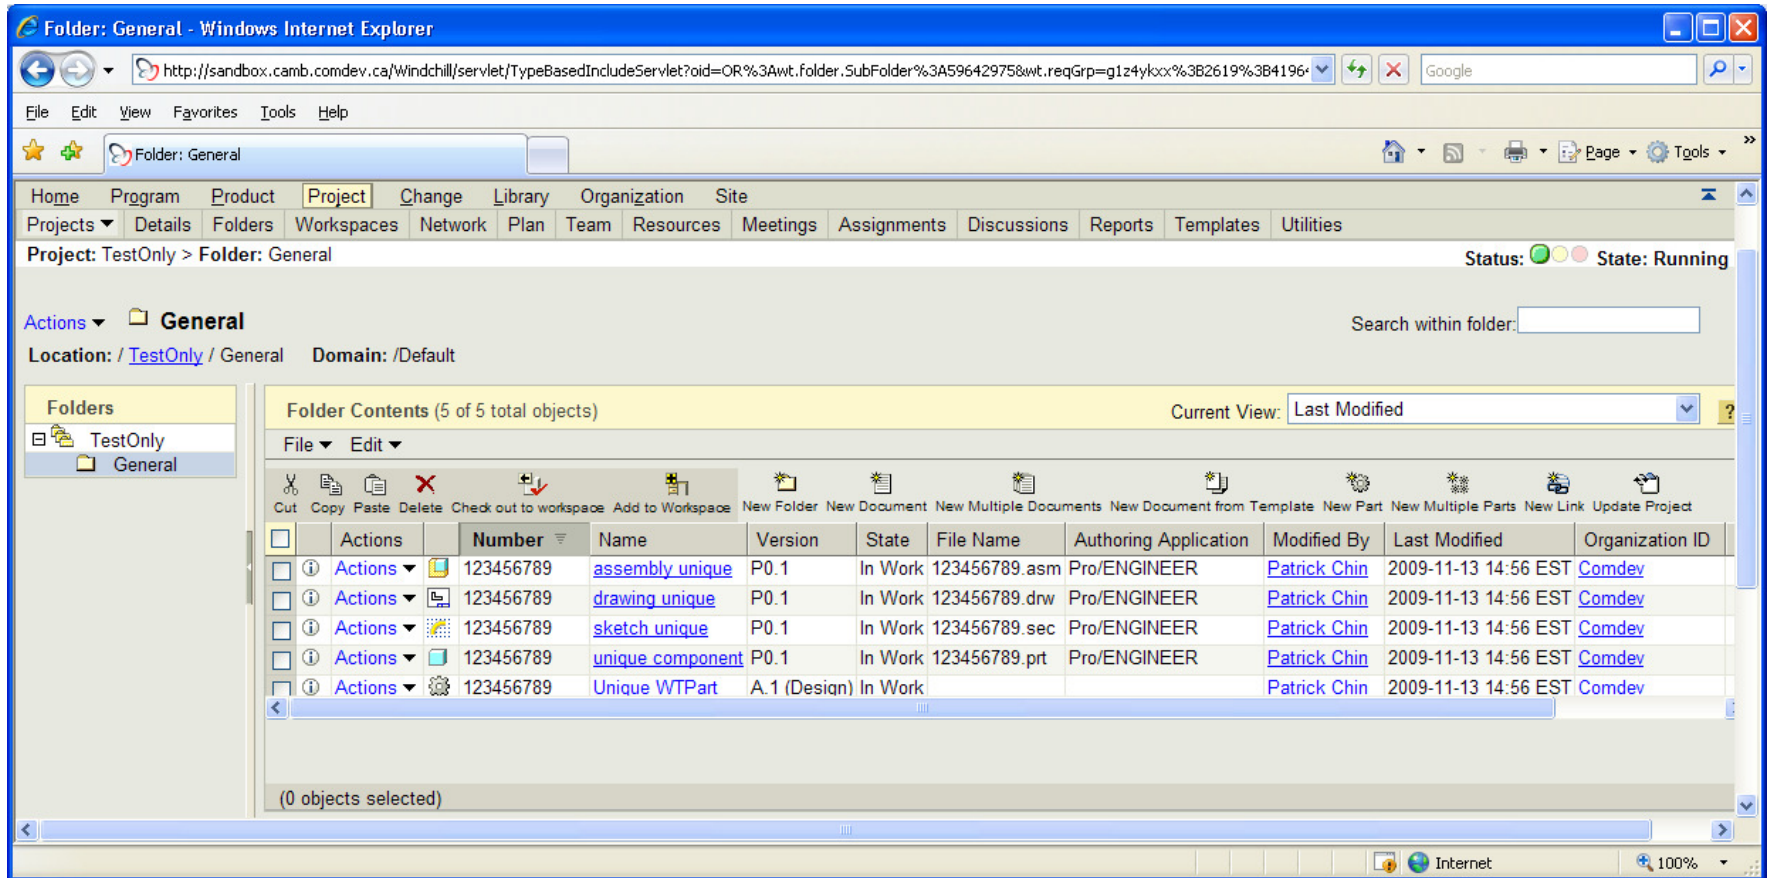 Folder: General - Windows Internet Explorer
http://sandbox.camb.comdev.ca/Windchill/servlet/TypeBasedIncludeServlet?oid=OR%3Awt.folder.SubFolder%3A59642975&wt.reqGrp=g1z4ykxx%3B2619%3B4196 Google
File Edit View Favorites Tools Help
Folder: General Page Tools »
Home Program Product Project Change Library Organization Site
Projects Details Folders Workspaces Network Plan Team Resources Meetings Assignments Discussions Reports Templates Utilities
Project: TestOnly > Folder: General Status: State: Running
Actions General Search within folder:
Location: / TestOnly / General Domain: /Default
Folders Folder Contents (5 of 5 total objects) Current View: Last Modified ?
TestOnly File Edit
General
Cut Copy Paste Delete Check out to workspace Add to Workspace New Folder New Document New Multiple Documents New Document from Template New Part New Multiple Parts New Link Update Project
Actions Number Name Version State File Name Authoring Application Modified By Last Modified Organization ID
Actions 123456789 assembly unique P0.1 In Work 123456789.asm Pro/ENGINEER Patrick Chin 2009-11-13 14:56 EST Comdev
Actions 123456789 drawing unique P0.1 In Work 123456789.drw Pro/ENGINEER Patrick Chin 2009-11-13 14:56 EST Comdev
Actions 123456789 sketch unique P0.1 In Work 123456789.sec Pro/ENGINEER Patrick Chin 2009-11-13 14:56 EST Comdev
Actions 123456789 unique component P0.1 In Work 123456789.prt Pro/ENGINEER Patrick Chin 2009-11-13 14:56 EST Comdev
Actions 123456789 Unique WTPart A.1 (Design) In Work Patrick Chin 2009-11-13 14:56 EST Comdev
(0 objects selected)
Internet 100%